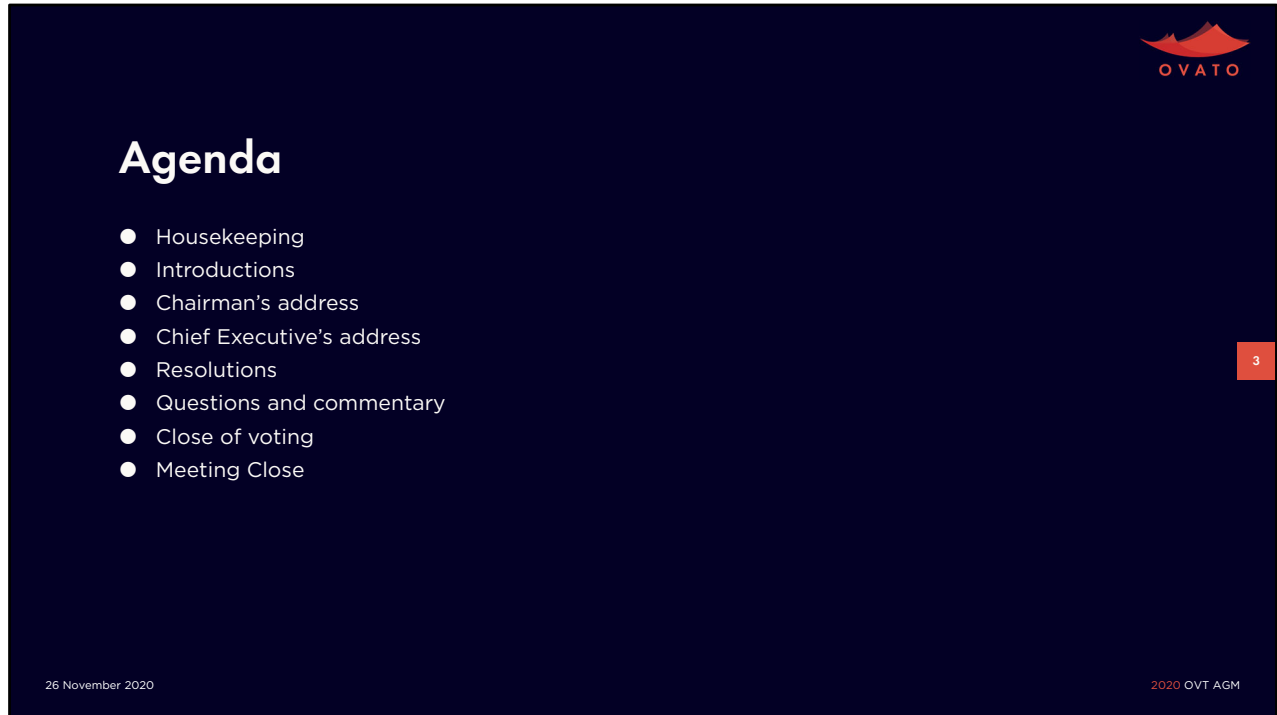 OVATO
Agenda
● Housekeeping
● Introductions
● Chairman’s address
● Chief Executive’s address
● Resolutions
● Questions and commentary
● Close of voting
● Meeting Close
3
26 November 2020
2020 OVT AGM